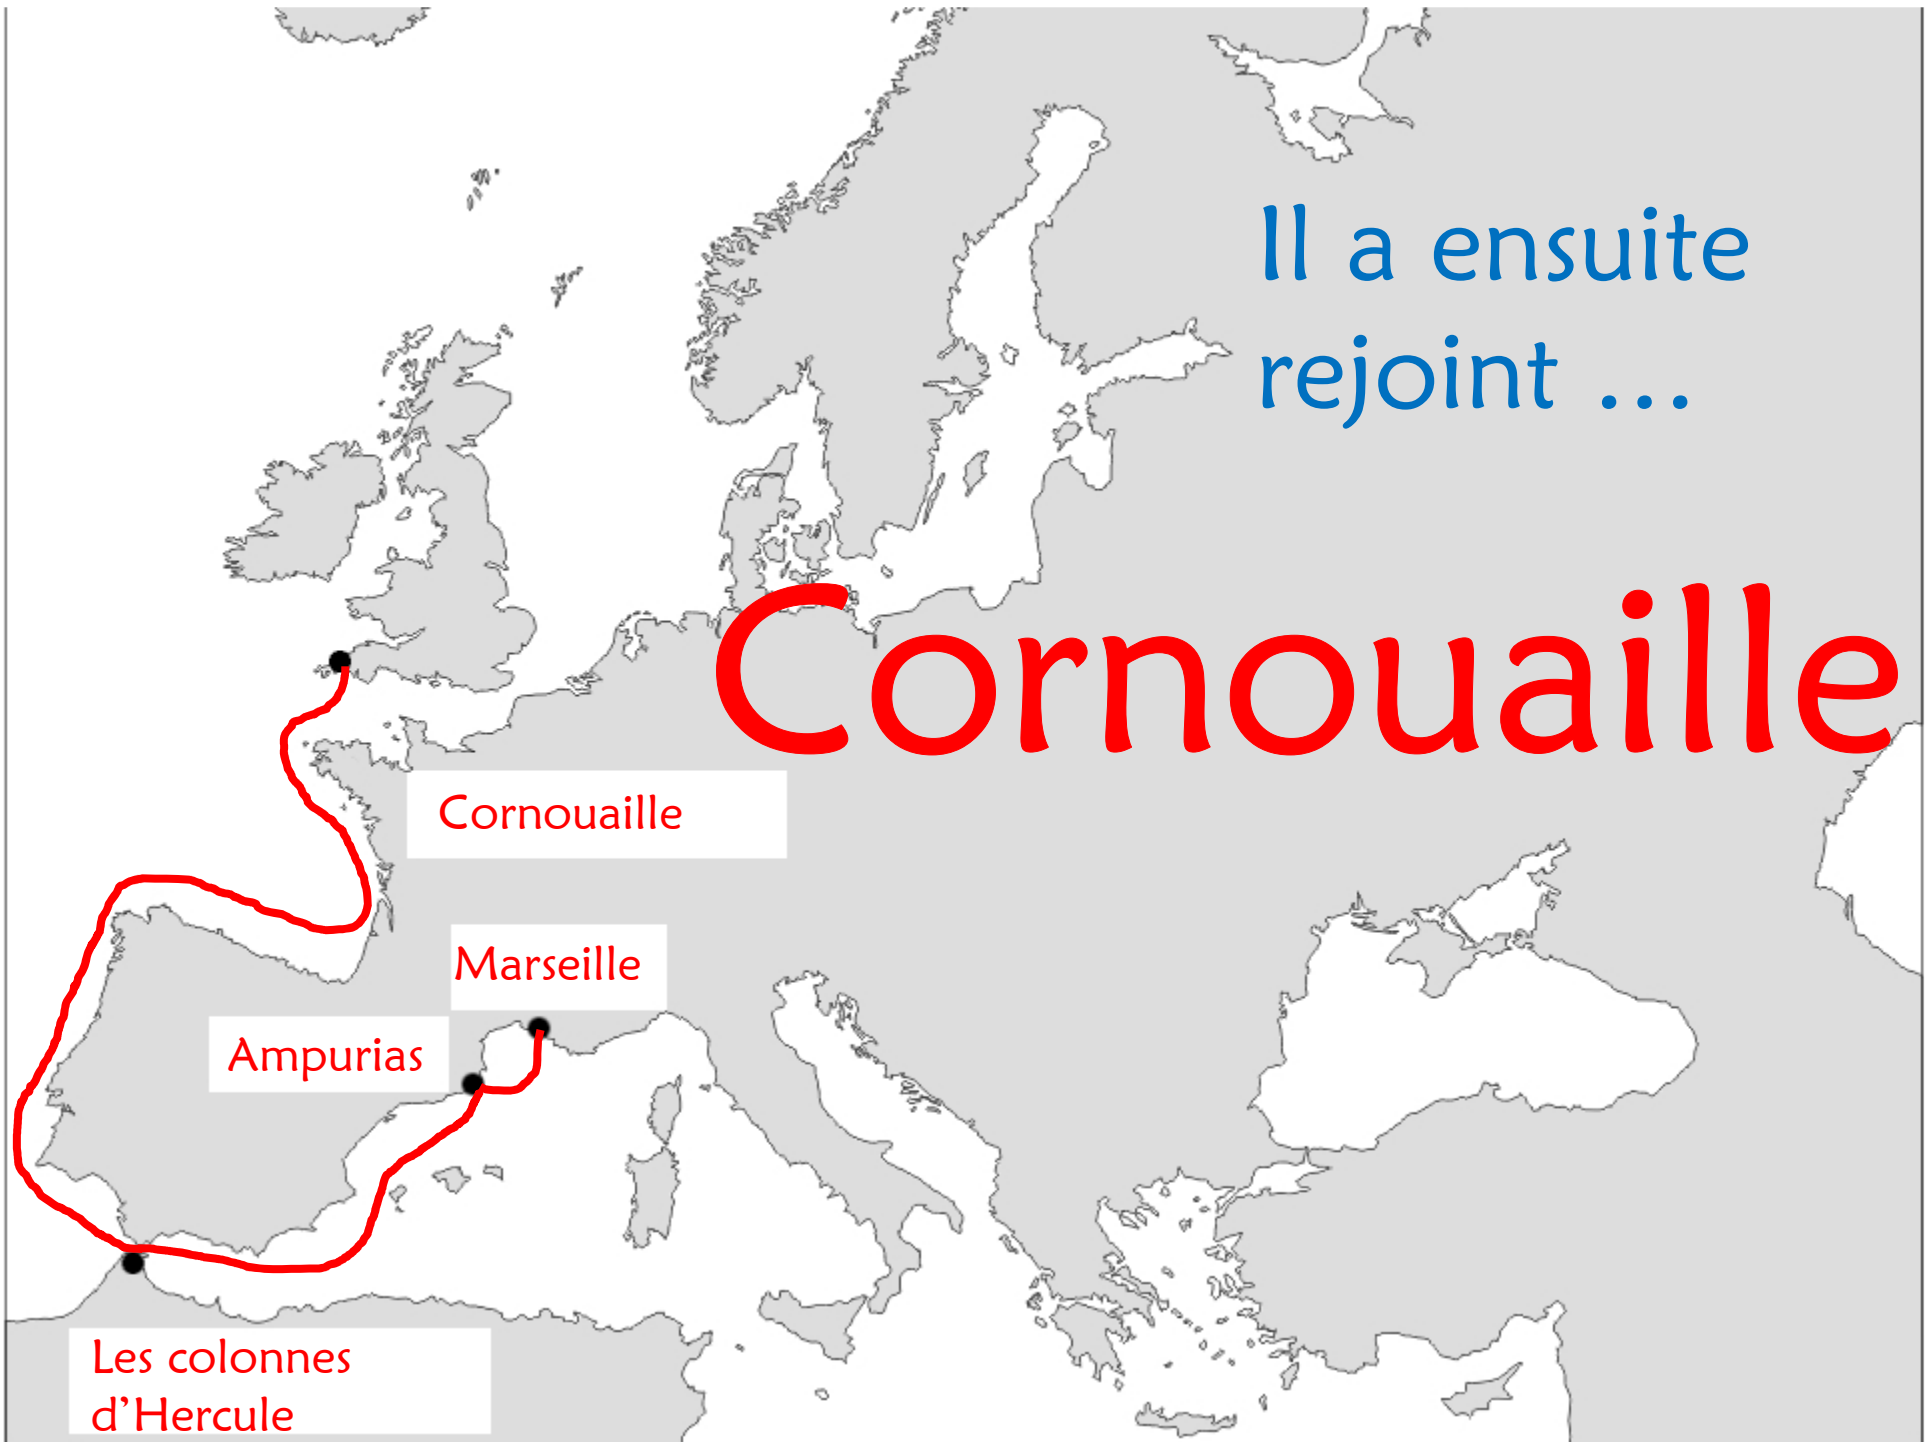 Il a ensuite
rejoint ...
Cornouaille
Cornouaille
Marseille
Ampurias
Les colonnes
d’Hercule